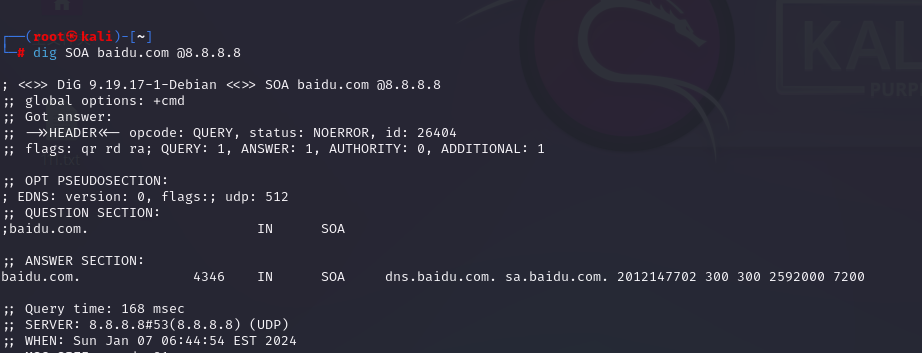 ┌──(root㉿kali)-[~]
└─# dig SOA baidu.com @8.8.8.8

; <<>> DiG 9.19.17-1-Debian <<>> SOA baidu.com @8.8.8.8
;; global options: +cmd
;; Got answer:
;; ->>HEADER<<- opcode: QUERY, status: NOERROR, id: 26404
;; flags: qr rd ra; QUERY: 1, ANSWER: 1, AUTHORITY: 0, ADDITIONAL: 1

;; OPT PSEUDOSECTION:
; EDNS: version: 0, flags:; udp: 512
;; QUESTION SECTION:
;baidu.com. IN SOA

;; ANSWER SECTION:
baidu.com. 4346 IN SOA dns.baidu.com. sa.baidu.com. 2012147702 300 300 2592000 7200

;; Query time: 168 msec
;; SERVER: 8.8.8.8#53(8.8.8.8) (UDP)
;; WHEN: Sun Jan 07 06:44:54 EST 2024
KAL
PURP